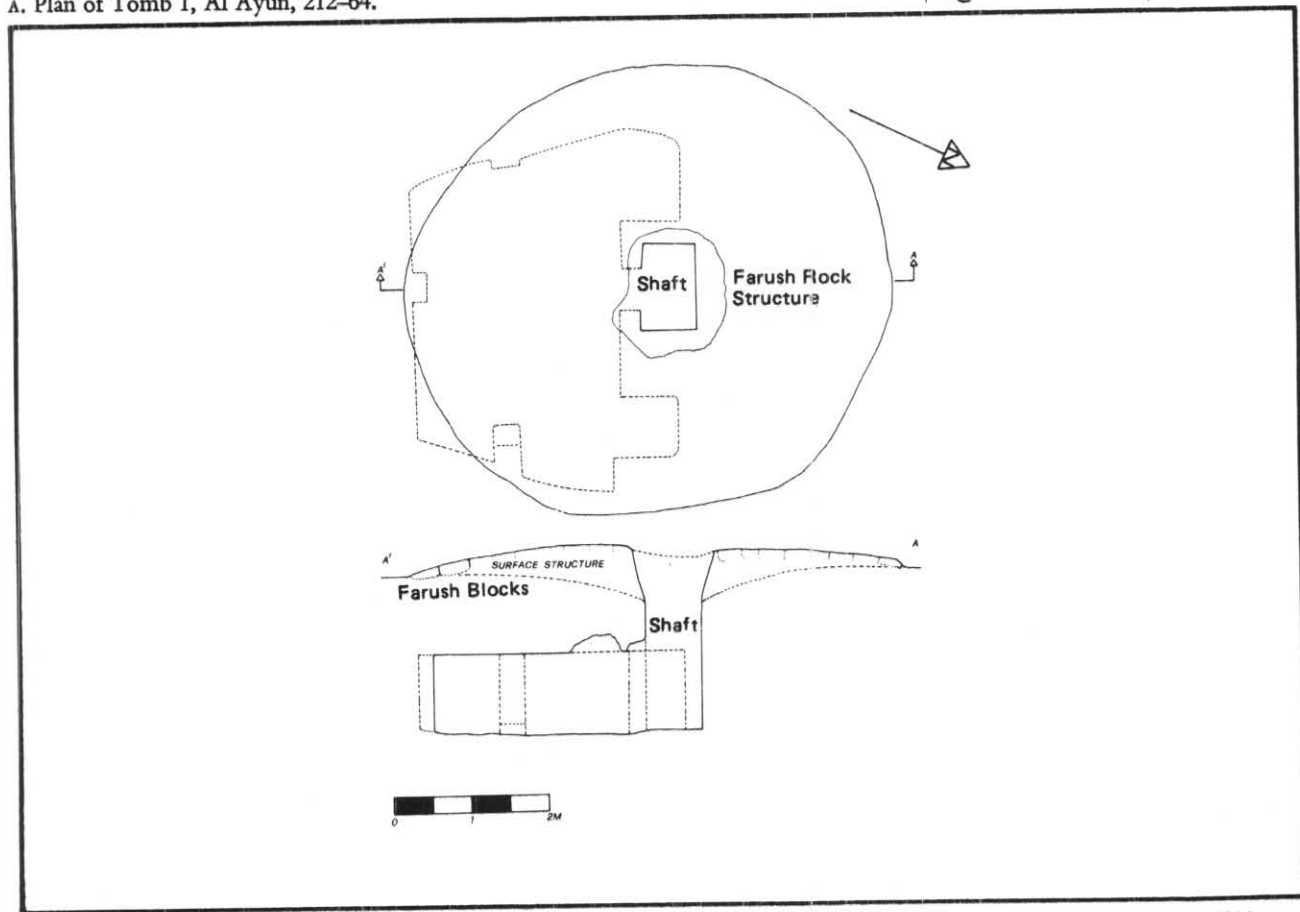 A. Plan of Tomb 1, Al Ayun, 212–64.
A'
A
Shaft
Farush Rock
Structure
A'
A
SURFACE STRUCTURE
Farush Blocks
Shaft
0
1
2M